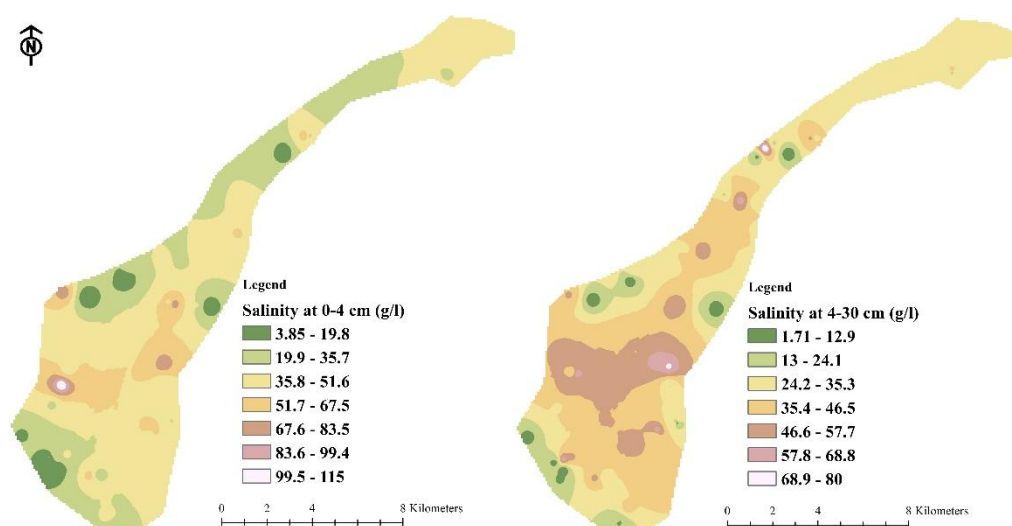 N
Legend
Salinity at 0-4 cm (g/l)
3.85 - 19.8
19.9 - 35.7
35.8 - 51.6
51.7 - 67.5
67.6 - 83.5
83.6 - 99.4
99.5 - 115
0 2 4 8 Kilometers
Legend
Salinity at 4-30 cm (g/l)
1.71 - 12.9
13 - 24.1
24.2 - 35.3
35.4 - 46.5
46.6 - 57.7
57.8 - 68.8
68.9 - 80
0 2 4 8 Kilometers